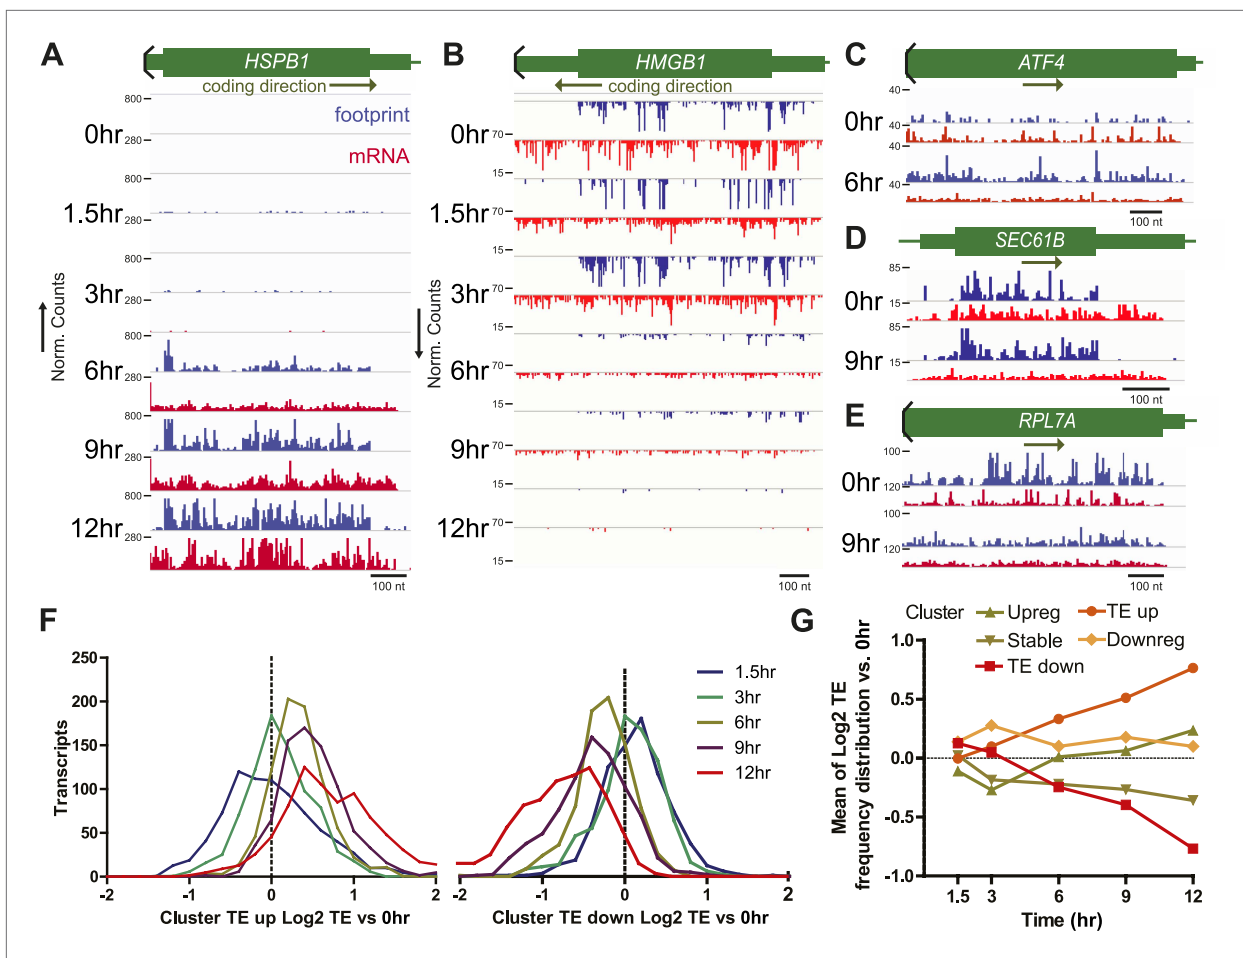 A
HSPB1
coding direction
800
footprint
0hr
280
mRNA
800
1.5hr
280
800
3hr
280
Norm. Counts
800
6hr
280
800
9hr
280
800
12hr
280
100 nt
B
HMGB1
coding direction
0hr
70
15
1.5hr
70
15
3hr
70
Norm. Counts
15
6hr
70
15
9hr
70
15
12hr
70
15
100 nt
C
ATF4
40
0hr
40
40
6hr
40
100 nt
D
SEC61B
85
0hr
15
85
9hr
15
100 nt
E
RPL7A
100
0hr
120
100
9hr
120
100 nt
F
Transcripts
250
200
150
100
50
0
-2
-1
0
1
2
Cluster TE up Log2 TE vs 0hr
1.5hr
3hr
6hr
9hr
12hr
-2
-1
0
1
2
Cluster TE down Log2 TE vs 0hr
G
Cluster
Upreg
TE up
Stable
Downreg
TE down
Mean of Log2 TE
frequency distribution vs. 0hr
1.0
0.5
0.0
-0.5
-1.0
1.5
3
6
9
12
Time (hr)